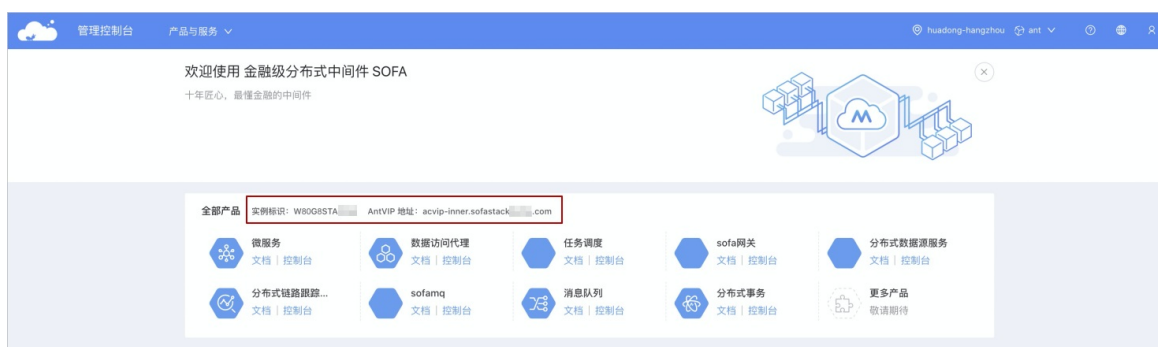 管理控制台 产品与服务 huadong-hangzhou ant
欢迎使用 金融级分布式中间件 SOFA
十年匠心，最懂金融的中间件
全部产品 实例标识：W80G8STA AntVIP 地址：acvip-inner.sofastack .com
微服务 数据访问代理 任务调度 sofa网关 分布式数据源服务
文档 | 控制台 文档 | 控制台 文档 | 控制台 文档 | 控制台 文档 | 控制台
分布式链路跟踪... sofamq 消息队列 分布式事务 更多产品
文档 | 控制台 文档 | 控制台 文档 | 控制台 文档 | 控制台 敬请期待